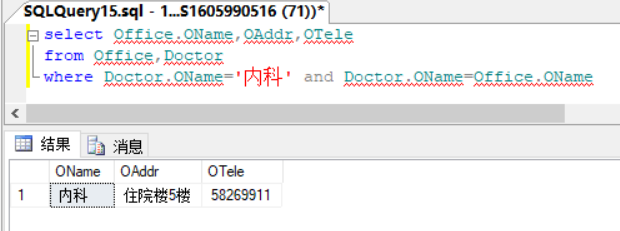 SQLQuery15.sql - 1...S1605990516 (71))*
select Office.OName,OAddr,OTele
from Office,Doctor
where Doctor.OName='内科' and Doctor.OName=Office.OName
结果 消息
OName OAddr OTele
1 内科 住院楼5楼 58269911